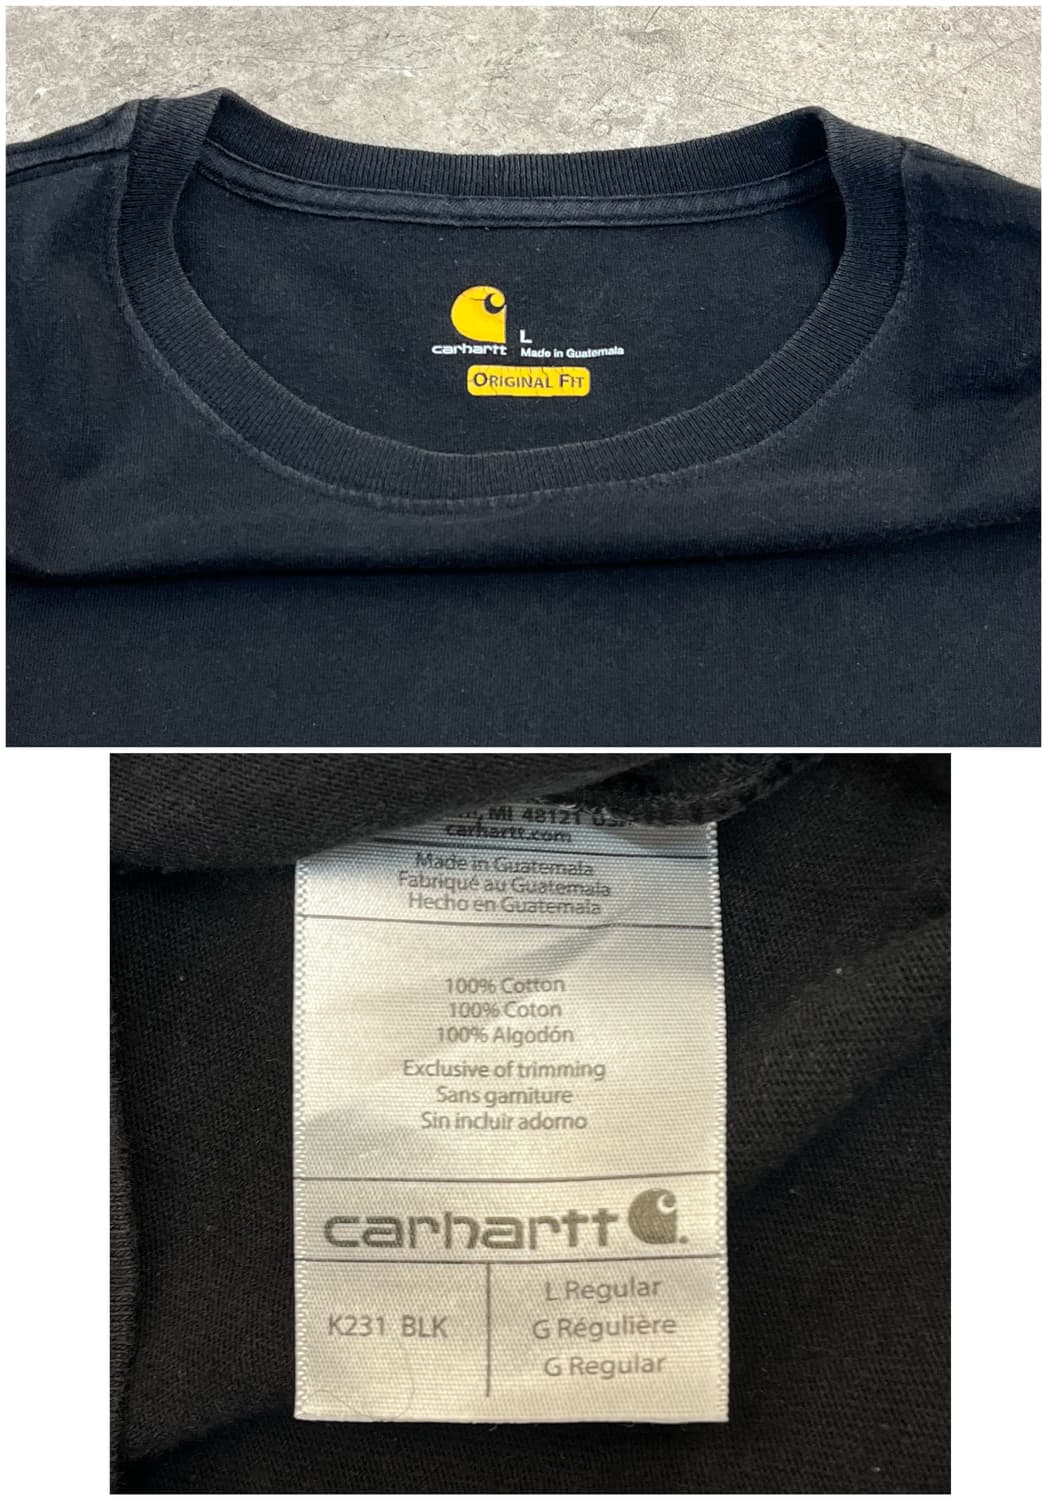 L
carhartt Made in Guatemala
ORIGINAL FIT
MI 48121
carhartt.com
Made in Guatemala
Fabriqué au Guatemala
Hecho en Guatemala
100% Cotton
100% Coton
100% Algodón
Exclusive of trimming
Sans garniture
Sin incluir adorno
carhartt
K231 BLK
L Regular
G Régulière
G Regular